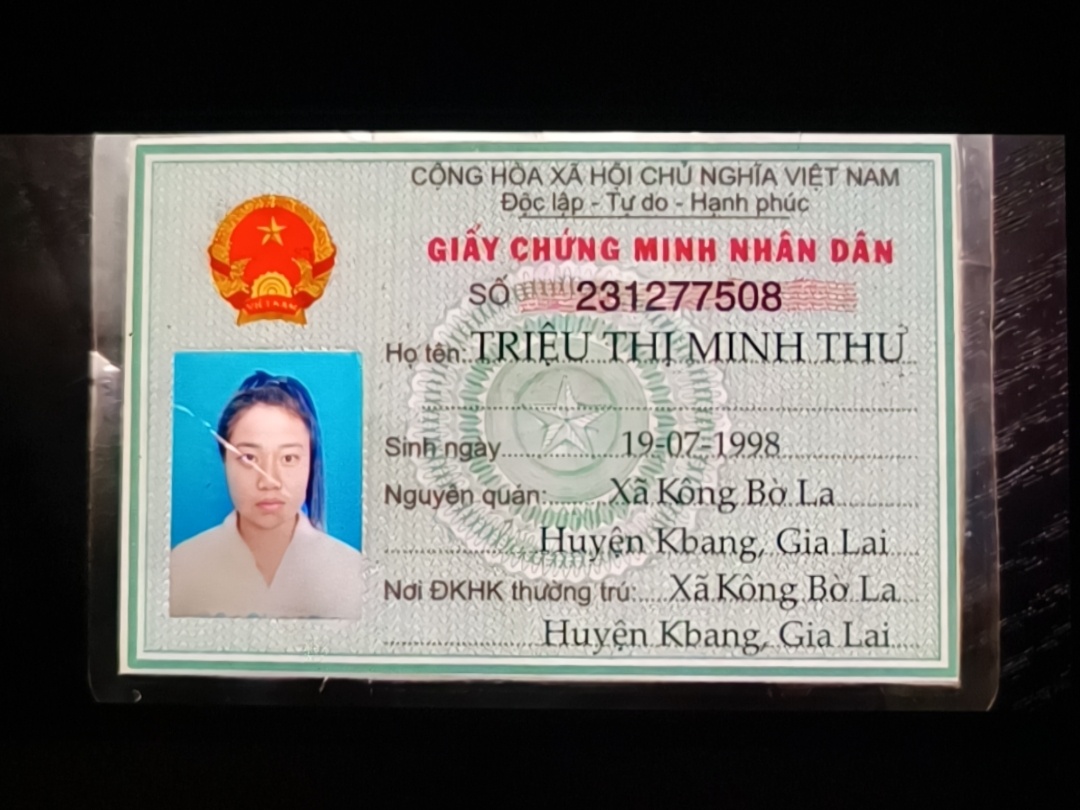 CỘNG HÒA XÃ HỘI CHỦ NGHĨA VIỆT NAM
Độc lập - Tự do - Hạnh phúc
GIẤY CHỨNG MINH NHÂN DÂN
SỐ 231277508
Họ tên: TRIỆU THỊ MINH THƯ
Sinh ngày 19-07-1998
Nguyên quán: Xã Kông Bờ La
Huyện Kbang, Gia Lai
Nơi ĐKHK thường trú: Xã Kông Bờ La
Huyện Kbang, Gia Lai
VIỆT NAM